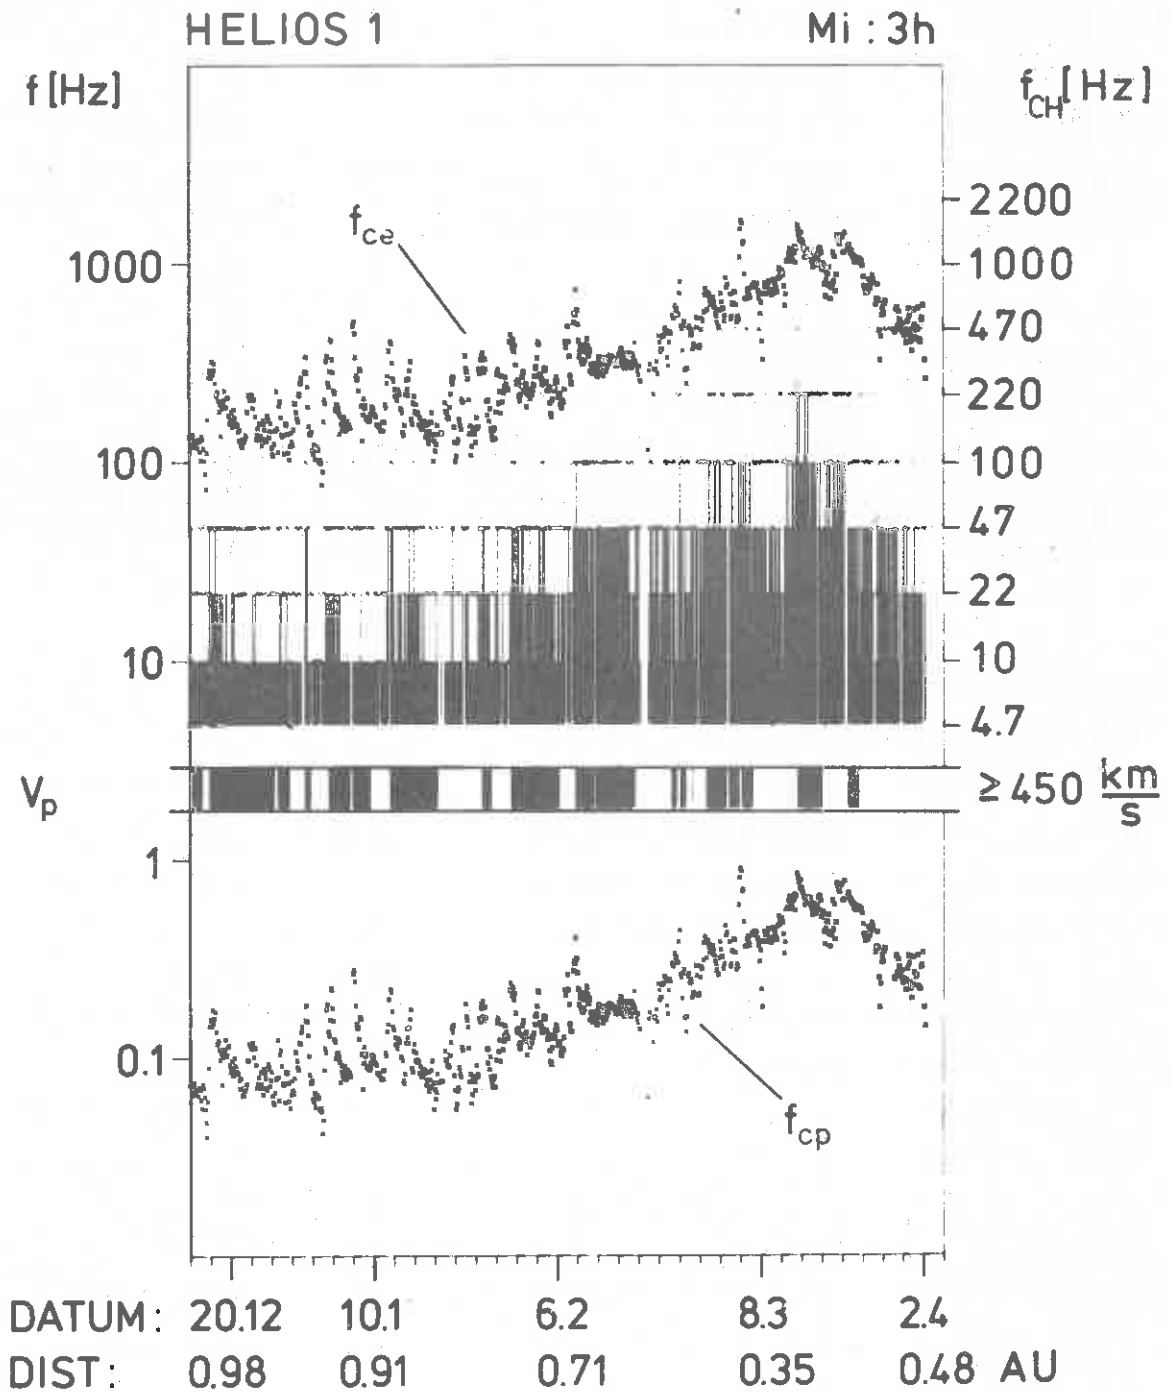 HELIOS 1 Mi : 3h
f [Hz] f_CH [Hz]
2200
f_ce
1000 1000
470
220
100 100
47
22
10 10
4.7
V_p ≥ 450 km/s
1
0.1
f_cp
DATUM: 20.12 10.1 6.2 8.3 2.4
DIST: 0.98 0.91 0.71 0.35 0.48 AU